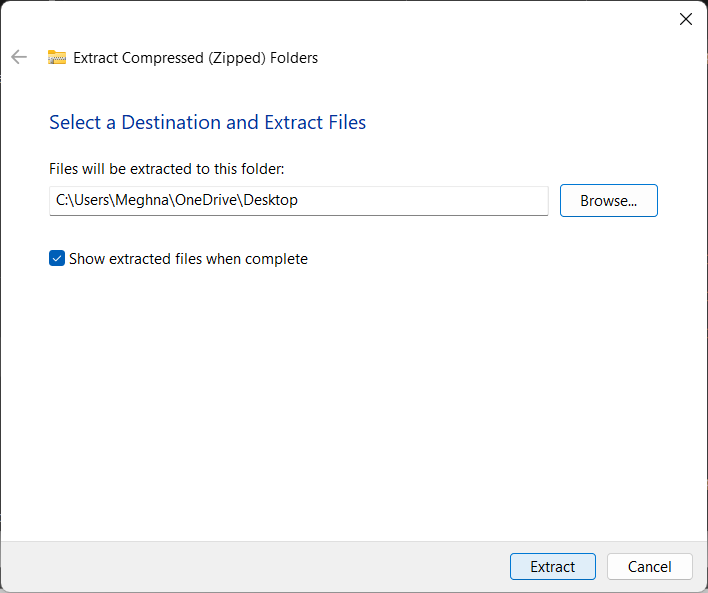 Extract Compressed (Zipped) Folders
Select a Destination and Extract Files
Files will be extracted to this folder:
C:\Users\Meghna\OneDrive\Desktop
Browse...
Show extracted files when complete
Extract
Cancel